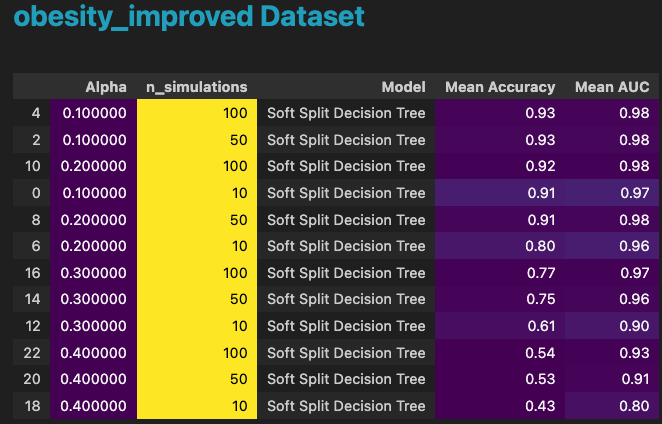 obesity_improved Dataset
Alpha n_simulations Model Mean Accuracy Mean AUC
4 0.100000 100 Soft Split Decision Tree 0.93 0.98
2 0.100000 50 Soft Split Decision Tree 0.93 0.98
10 0.200000 100 Soft Split Decision Tree 0.92 0.98
0 0.100000 10 Soft Split Decision Tree 0.91 0.97
8 0.200000 50 Soft Split Decision Tree 0.91 0.98
6 0.200000 10 Soft Split Decision Tree 0.80 0.96
16 0.300000 100 Soft Split Decision Tree 0.77 0.97
14 0.300000 50 Soft Split Decision Tree 0.75 0.96
12 0.300000 10 Soft Split Decision Tree 0.61 0.90
22 0.400000 100 Soft Split Decision Tree 0.54 0.93
20 0.400000 50 Soft Split Decision Tree 0.53 0.91
18 0.400000 10 Soft Split Decision Tree 0.43 0.80